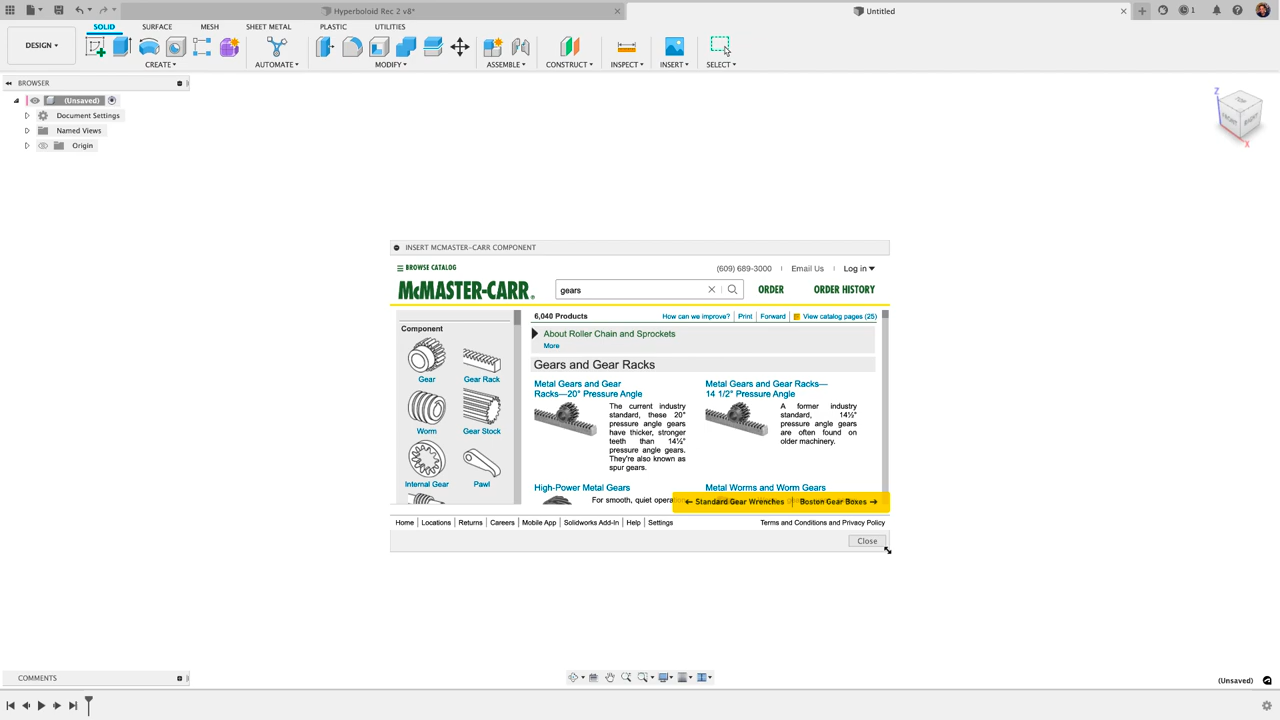 Hyperboloid Rec 2 v8*
Untitled
1
DESIGN
SOLID
SURFACE
MESH
SHEET METAL
PLASTIC
UTILITIES
CREATE
AUTOMATE
MODIFY
ASSEMBLE
CONSTRUCT
INSPECT
INSERT
SELECT
BROWSER
(Unsaved)
Document Settings
Named Views
Origin
Z
TOP
FRONT
RIGHT
X
INSERT MCMASTER-CARR COMPONENT
BROWSE CATALOG
(609) 689-3000
Email Us
Log in
McMASTER-CARR®
gears
ORDER
ORDER HISTORY
Component
Gear
Gear Rack
Worm
Gear Stock
Internal Gear
Pawl
6,040 Products
How can we improve?
Print
Forward
View catalog pages (25)
About Roller Chain and Sprockets
More
Gears and Gear Racks
Metal Gears and Gear
Racks—20° Pressure Angle
The current industry
standard, these 20°
pressure angle gears
have thicker, stronger
teeth than 14½°
pressure angle gears.
They're also known as
spur gears.
Metal Gears and Gear Racks—
14 1/2° Pressure Angle
A former industry
standard, 14½°
pressure angle gears
are often found on
older machinery.
High-Power Metal Gears
For smooth, quiet operatio
Metal Worms and Worm Gears
Standard Gear Wrenches
Boston Gear Boxes
Home
Locations
Returns
Careers
Mobile App
Solidworks Add-In
Help
Settings
Terms and Conditions and Privacy Policy
Close
COMMENTS
(Unsaved)